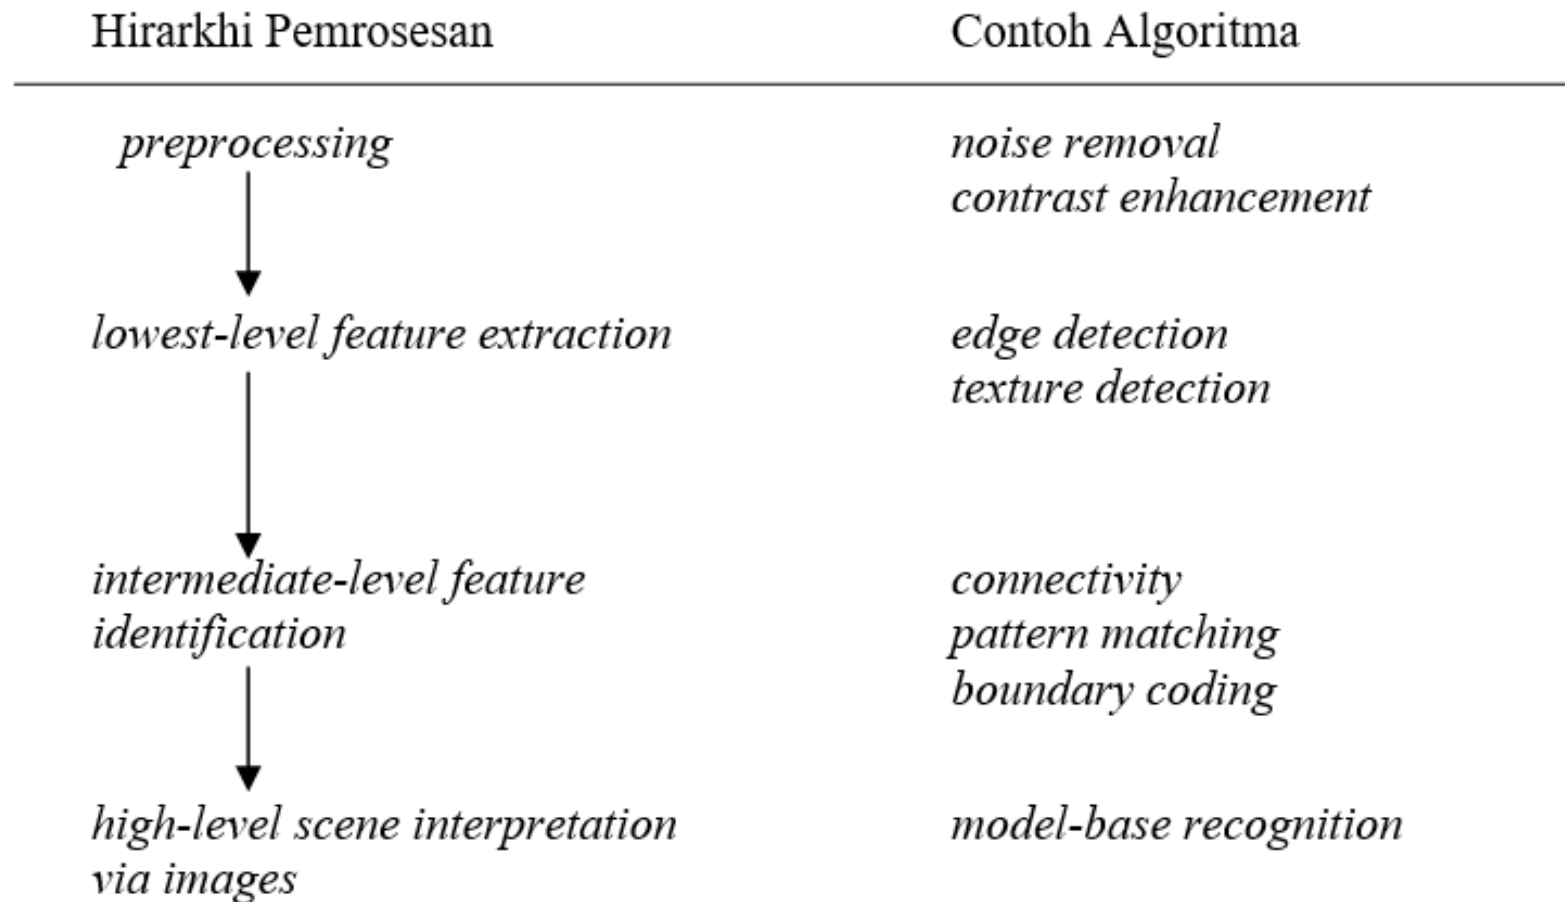 Hirarkhi Pemrosesan Contoh Algoritma
preprocessing noise removal
contrast enhancement
lowest-level feature extraction edge detection
texture detection
intermediate-level feature connectivity
identification pattern matching
boundary coding
high-level scene interpretation model-base recognition
via images